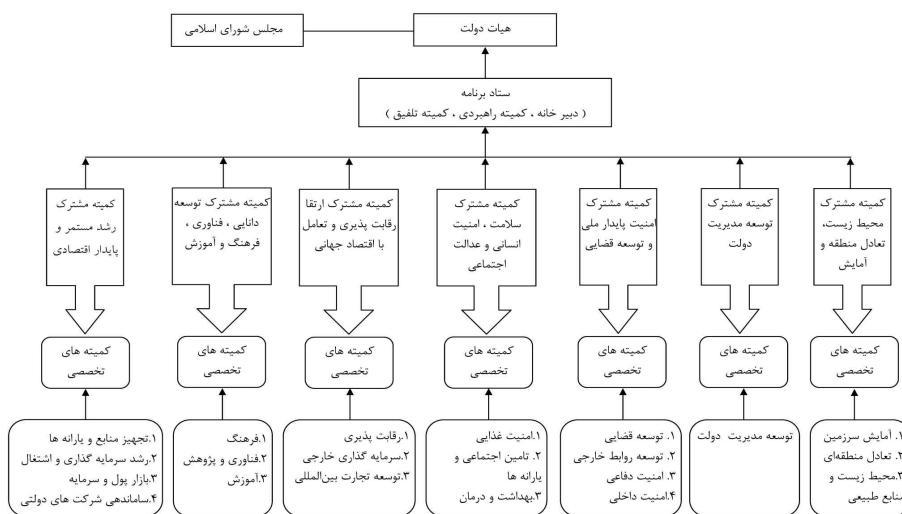 هیات دولت
مجلس شورای اسلامی
ستاد برنامه
( دبیر خانه ، کمیته راهبردی ، کمیته تلفیق )
کمیته مشترک
محیط زیست،
تعادل منطقه و
آمایش
کمیته مشترک
توسعه مدیریت
دولت
کمیته مشترک
امنیت پایدار ملی
و توسعه قضایی
کمیته مشترک
سلامت ، امنیت
انسانی و عدالت
اجتماعی
کمیته مشترک ارتقا
رقابت پذیری و تعامل
با اقتصاد جهانی
کمیته مشترک توسعه
دانایی ، فناوری ،
فرهنگ و آموزش
کمیته مشترک
رشد مستمر و
پایدار اقتصادی
کمیته های
تخصصی
کمیته های
تخصصی
کمیته های
تخصصی
کمیته های
تخصصی
کمیته های
تخصصی
کمیته های
تخصصی
کمیته های
تخصصی
1. آمایش سرزمین
2. تعادل منطقه‌ای
2.محیط زیست و
منابع طبیعی
توسعه مدیریت دولت
1. توسعه قضایی
2. توسعه روابط خارجی
۳. امنیت دفاعی
۴.امنیت داخلی
۱.امنیت غذایی
2. تامین اجتماعی و
یارانه ها
۳.بهداشت و درمان
۱.رقابت پذیری
۲.سرمایه گذاری خارجی
۳.توسعه تجارت بین‌المللی
۱.فرهنگ
۲.فناوری و پژوهش
۳.آموزش
۱.تجهیز منابع و یارانه ها
۲.رشد سرمایه گذاری و اشتغال
۳.بازار پول و سرمایه
۴.ساماندهی شرکت های دولتی